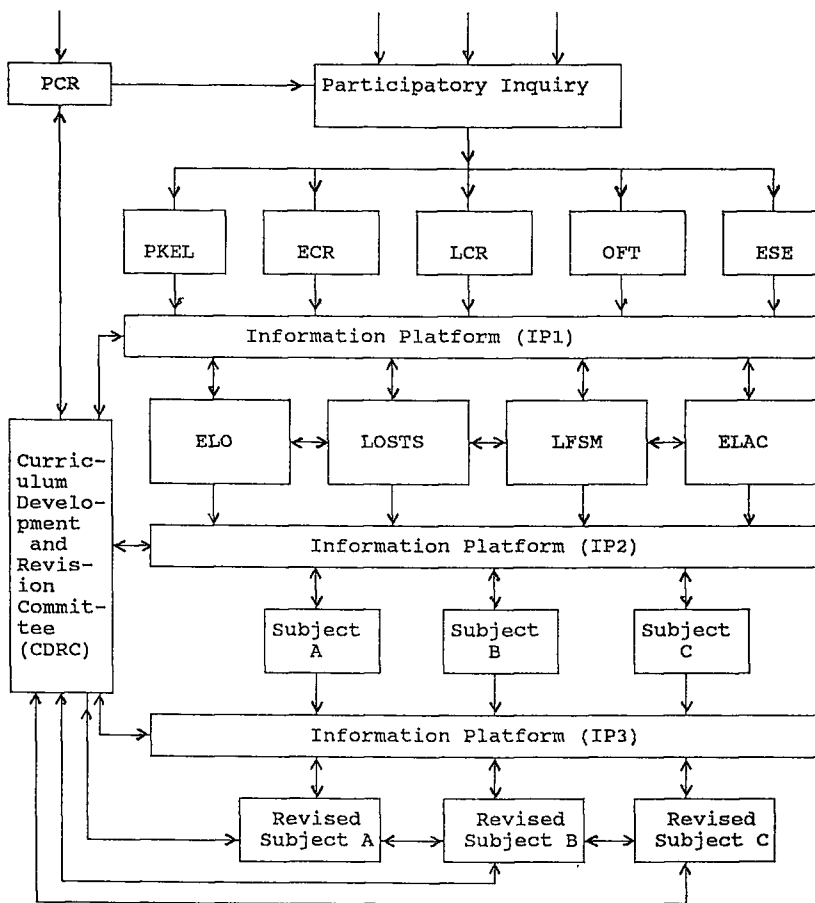 PCR
Participatory Inquiry
PKEL
ECR
LCR
OFT
ESE
Information Platform (IP1)
ELO
LOSTS
LFSM
ELAC
Curric-
ulum
Develo-
pment
and
Revis-
ion
Commit-
tee
(CDRC)
Information Platform (IP2)
Subject
A
Subject
B
Subject
C
Information Platform (IP3)
Revised
Subject A
Revised
Subject B
Revised
Subject C